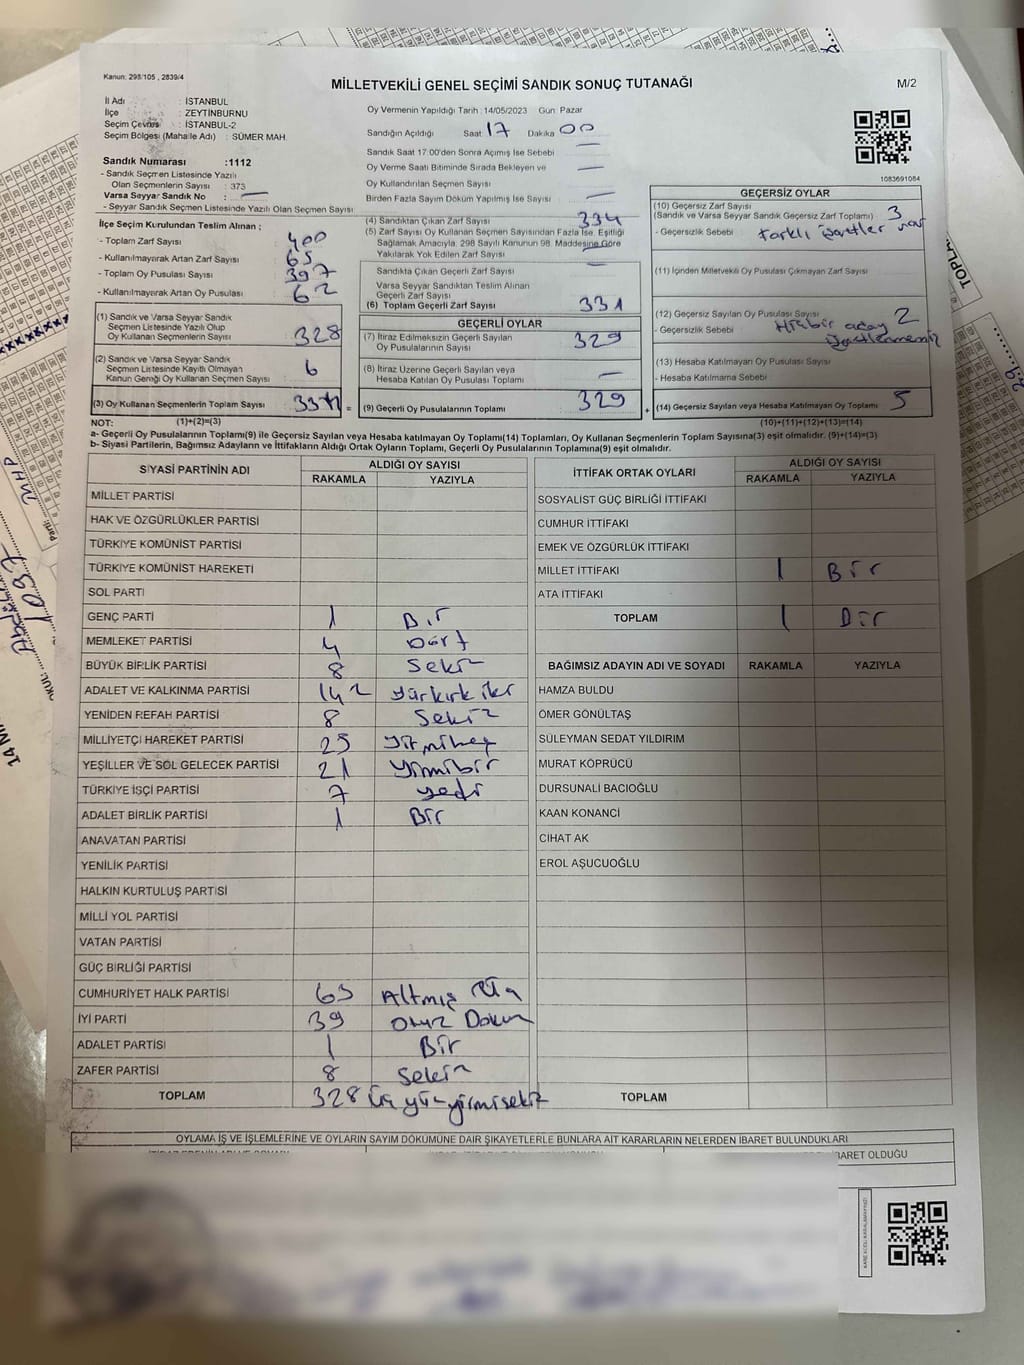 Kanun: 298/105 , 2839/4
MİLLETVEKİLİ GENEL SEÇİMİ SANDIK SONUÇ TUTANAĞI
M/2
İl Adı : İSTANBUL
İlçe : ZEYTİNBURNU
Seçim Çevresi : İSTANBUL-2
Seçim Bölgesi (Mahalle Adı) : SÜMER MAH.
Sandık Numarası :1112
- Sandık Seçmen Listesinde Yazılı
Olan Seçmenlerin Sayısı : 373
Varsa Seyyar Sandık No : —
- Seyyar Sandık Seçmen Listesinde Yazılı Olan Seçmen Sayısı
Oy Vermenin Yapıldığı Tarih : 14/05/2023 Gün: Pazar
Sandığın Açıldığı Saat 17 Dakika 00
Sandık Saat 17:00'den Sonra Açılmış İse Sebebi —
Oy Verme Saati Bitiminde Sırada Bekleyen ve —
Oy Kullandırılan Seçmen Sayısı
Birden Fazla Sayım Döküm Yapılmış İse Sayısı —
1083691084
İlçe Seçim Kurulundan Teslim Alınan ;
- Toplam Zarf Sayısı 400
- Kullanılmayarak Artan Zarf Sayısı 65
- Toplam Oy Pusulası Sayısı 397
- Kullanılmayarak Artan Oy Pusulası 62
(1) Sandık ve Varsa Seyyar Sandık
Seçmen Listesinde Yazılı Olup
Oy Kullanan Seçmenlerin Sayısı 328
(2) Sandık ve Varsa Seyyar Sandık
Seçmen Listesinde Kayıtlı Olmayan
Kanun Gereği Oy Kullanan Seçmen Sayısı 6
(3) Oy Kullanan Seçmenlerin Toplam Sayısı 334 =
(1)+(2)=(3)
(4) Sandıktan Çıkan Zarf Sayısı 334
(5) Zarf Sayısı Oy Kullanan Seçmen Sayısından Fazla İse, Eşitliği
Sağlamak Amacıyla, 298 Sayılı Kanunun 98. Maddesine Göre
Yakılarak Yok Edilen Zarf Sayısı —
Sandıkta Çıkan Geçerli Zarf Sayısı
Varsa Seyyar Sandıktan Teslim Alınan
Geçerli Zarf Sayısı
(6) Toplam Geçerli Zarf Sayısı 331
GEÇERLİ OYLAR
(7) İtiraz Edilmeksizin Geçerli Sayılan
Oy Pusulalarının Sayısı 329
(8) İtiraz Üzerine Geçerli Sayılan veya
Hesaba Katılan Oy Pusulası Toplamı —
(9) Geçerli Oy Pusulalarının Toplamı 329 +
GEÇERSİZ OYLAR
(10) Geçersiz Zarf Sayısı
(Sandık ve Varsa Seyyar Sandık Geçersiz Zarf Toplamı) 3
- Geçersizlik Sebebi Farklı işaretler var
(11) İçinden Milletvekili Oy Pusulası Çıkmayan Zarf Sayısı
(12) Geçersiz Sayılan Oy Pusulası Sayısı 2
- Geçersizlik Sebebi Hiçbir aday
işaretlenmemiş
(13) Hesaba Katılmayan Oy Pusulası Sayısı
- Hesaba Katılmama Sebebi
(14) Geçersiz Sayılan veya Hesaba Katılmayan Oy Toplamı 5
(10)+(11)+(12)+(13)=(14)
NOT:
a- Geçerli Oy Pusulalarının Toplamı(9) ile Geçersiz Sayılan veya Hesaba katılmayan Oy Toplamı(14) Toplamları, Oy Kullanan Seçmenlerin Toplam Sayısına(3) eşit olmalıdır. (9)+(14)=(3)
b- Siyasi Partilerin, Bağımsız Adayların ve İttifakların Aldığı Ortak Oyların Toplamı, Geçerli Oy Pusulalarının Toplamına(9) eşit olmalıdır.
SİYASİ PARTİNİN ADI ALDIĞI OY SAYISI
RAKAMLA YAZIYLA
MİLLET PARTİSİ
HAK VE ÖZGÜRLÜKLER PARTİSİ
TÜRKİYE KOMÜNİST PARTİSİ
TÜRKİYE KOMÜNİST HAREKETİ
SOL PARTİ
GENÇ PARTİ 1 Bir
MEMLEKET PARTİSİ 4 Dört
BÜYÜK BİRLİK PARTİSİ 8 Sekiz
ADALET VE KALKINMA PARTİSİ 142 yüzkırk iki
YENİDEN REFAH PARTİSİ 8 Sekiz
MİLLİYETÇİ HAREKET PARTİSİ 25 Yirmibeş
YEŞİLLER VE SOL GELECEK PARTİSİ 21 Yirmibir
TÜRKİYE İŞÇİ PARTİSİ 7 yedi
ADALET BİRLİK PARTİSİ 1 Bir
ANAVATAN PARTİSİ
YENİLİK PARTİSİ
HALKIN KURTULUŞ PARTİSİ
MİLLİ YOL PARTİSİ
VATAN PARTİSİ
GÜÇ BİRLİĞİ PARTİSİ
CUMHURİYET HALK PARTİSİ 63 Altmış Üç
İYİ PARTİ 39 Otuz Dokuz
ADALET PARTİSİ 1 Bir
ZAFER PARTİSİ 8 Sekiz
TOPLAM 328 Üç yüz yirmisekiz
İTTİFAK ORTAK OYLARI ALDIĞI OY SAYISI
RAKAMLA YAZIYLA
SOSYALİST GÜÇ BİRLİĞİ İTTİFAKI
CUMHUR İTTİFAKI
EMEK VE ÖZGÜRLÜK İTTİFAKI
MİLLET İTTİFAKI 1 Bir
ATA İTTİFAKI
TOPLAM 1 Bir
BAĞIMSIZ ADAYIN ADI VE SOYADI RAKAMLA YAZIYLA
HAMZA BULDU
ÖMER GÖNÜLTAŞ
SÜLEYMAN SEDAT YILDIRIM
MURAT KÖPRÜCÜ
DURSUNALİ BACIOĞLU
KAAN KONANCİ
CİHAT AK
EROL AŞUCUOĞLU
TOPLAM
OYLAMA İŞ VE İŞLEMLERİNE VE OYLARIN SAYIM DÖKÜMÜNE DAİR ŞİKAYETLERLE BUNLARA AİT KARARLARIN NELERDEN İBARET BULUNDUKLARI
İBARET OLDUĞU
MHP
Parti:
1097
OKUL:
14 Mİ
TOPLA